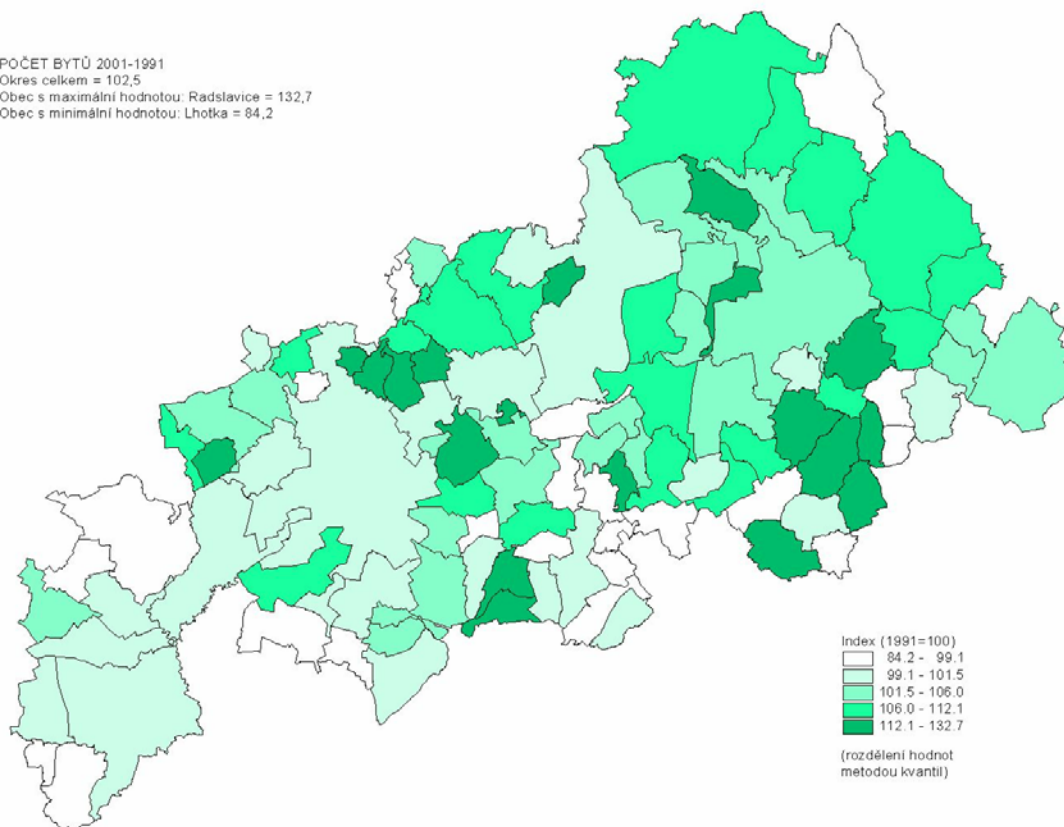 POČET BYTŮ 2001-1991
Okres celkem = 102,5
Obec s maximální hodnotou: Radslavice = 132,7
Obec s minimální hodnotou: Lhotka = 84,2
Index (1991=100)
84.2 - 99.1
99.1 - 101.5
101.5 - 106.0
106.0 - 112.1
112.1 - 132.7
(rozdělení hodnot
metodou kvantil)